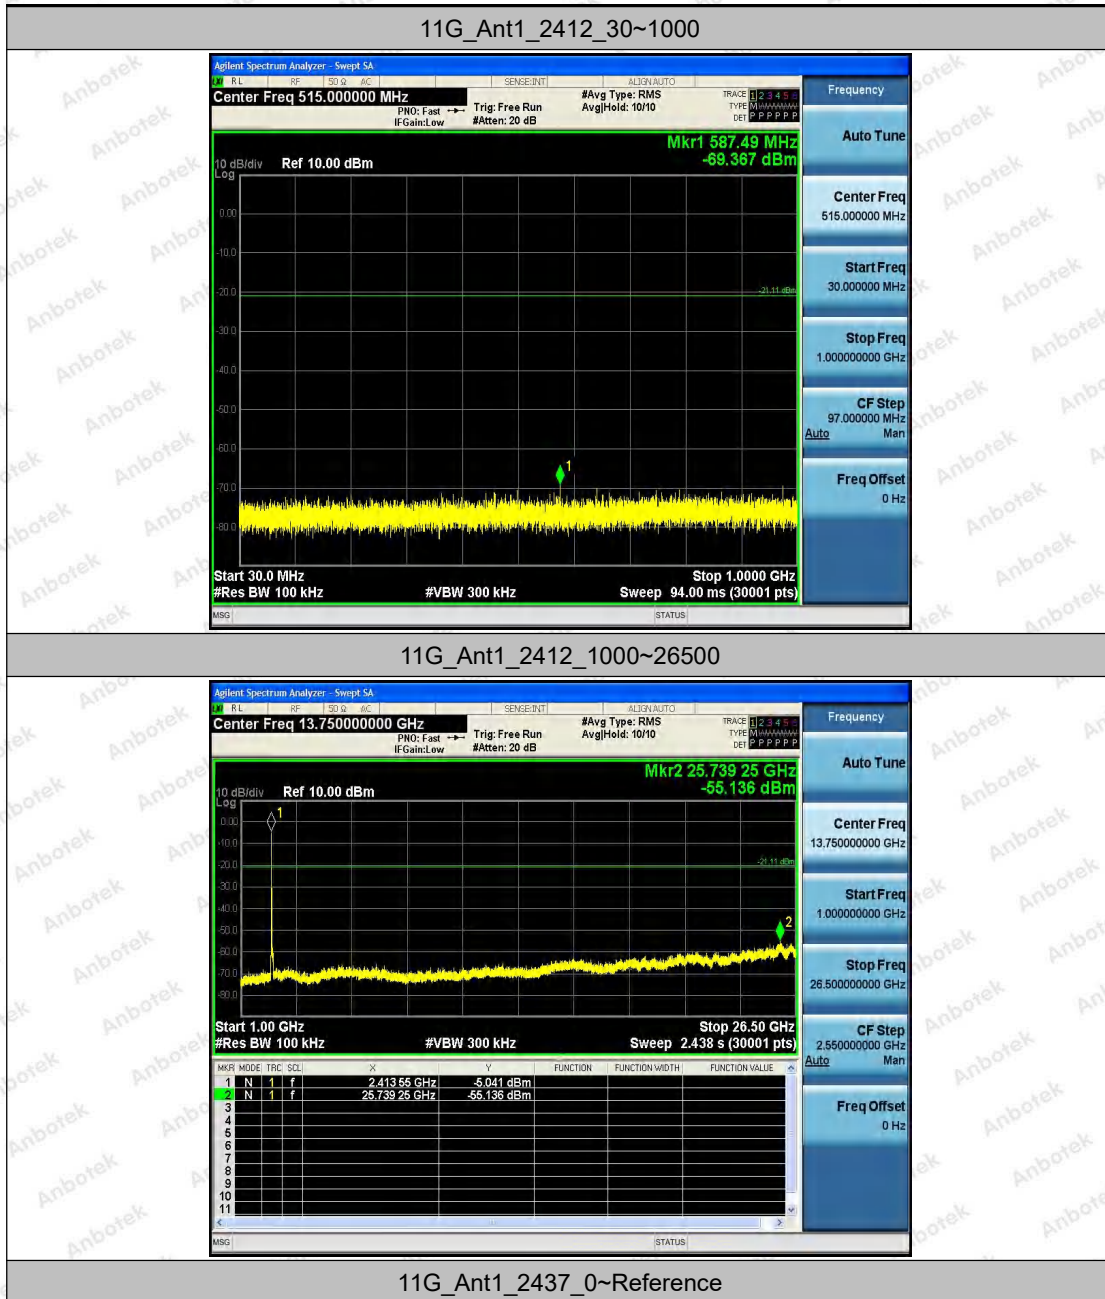 11G_Ant1_2412_30~1000
Agilent Spectrum Analyzer - Swept SA
RL RF 50 Ω AC SENSE:INT ALIGN AUTO
Center Freq 515.000000 MHz
PNO: Fast
IFGain:Low
Trig: Free Run
#Atten: 20 dB
#Avg Type: RMS
Avg|Hold: 10/10
TRACE 1 2 3 4 5 6
TYPE M
DET P P P P P P
Mkr1 587.49 MHz
-69.367 dBm
10 dB/div
Log
Ref 10.00 dBm
0.00
-10.0
-20.0
-21.11 dBm
-30.0
-40.0
-50.0
-60.0
1
-70.0
-80.0
Start 30.0 MHz Stop 1.0000 GHz
#Res BW 100 kHz #VBW 300 kHz Sweep 94.00 ms (30001 pts)
MSG STATUS
Frequency
Auto Tune
Center Freq
515.000000 MHz
Start Freq
30.000000 MHz
Stop Freq
1.000000000 GHz
CF Step
97.000000 MHz
Auto Man
Freq Offset
0 Hz
11G_Ant1_2412_1000~26500
Agilent Spectrum Analyzer - Swept SA
RL RF 50 Ω AC SENSE:INT ALIGN AUTO
Center Freq 13.750000000 GHz
PNO: Fast
IFGain:Low
Trig: Free Run
#Atten: 20 dB
#Avg Type: RMS
Avg|Hold: 10/10
TRACE 1 2 3 4 5 6
TYPE M
DET P P P P P P
Mkr2 25.739 25 GHz
-55.136 dBm
10 dB/div
Log
Ref 10.00 dBm
1
0.00
-10.0
-20.0
-21.11 dBm
-30.0
-40.0
-50.0
2
-60.0
-70.0
-80.0
Start 1.00 GHz Stop 26.50 GHz
#Res BW 100 kHz #VBW 300 kHz Sweep 2.438 s (30001 pts)
MKR MODE TRC SCL X Y FUNCTION FUNCTION WIDTH FUNCTION VALUE
1 N 1 f 2.413 55 GHz -5.041 dBm
2 N 1 f 25.739 25 GHz -55.136 dBm
3
4
5
6
7
8
9
10
11
MSG STATUS
Frequency
Auto Tune
Center Freq
13.750000000 GHz
Start Freq
1.000000000 GHz
Stop Freq
26.500000000 GHz
CF Step
2.550000000 GHz
Auto Man
Freq Offset
0 Hz
11G_Ant1_2437_0~Reference